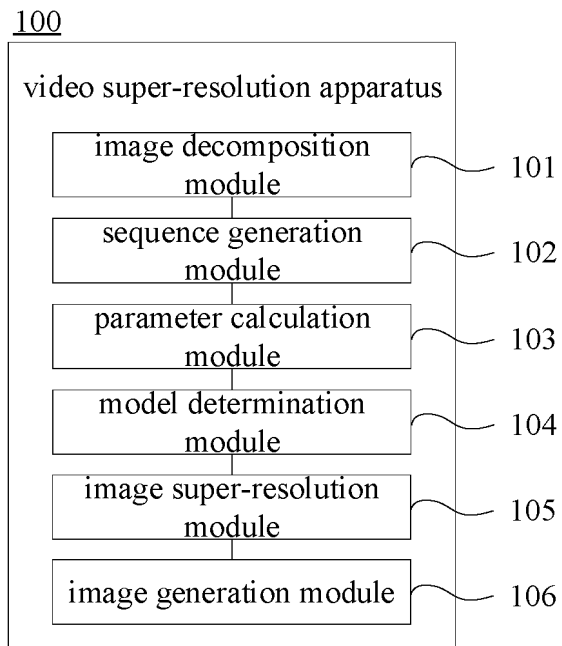 100
video super-resolution apparatus
image decomposition
module
101
sequence generation
module
102
parameter calculation
module
103
model determination
module
104
image super-resolution
module
105
image generation module
106